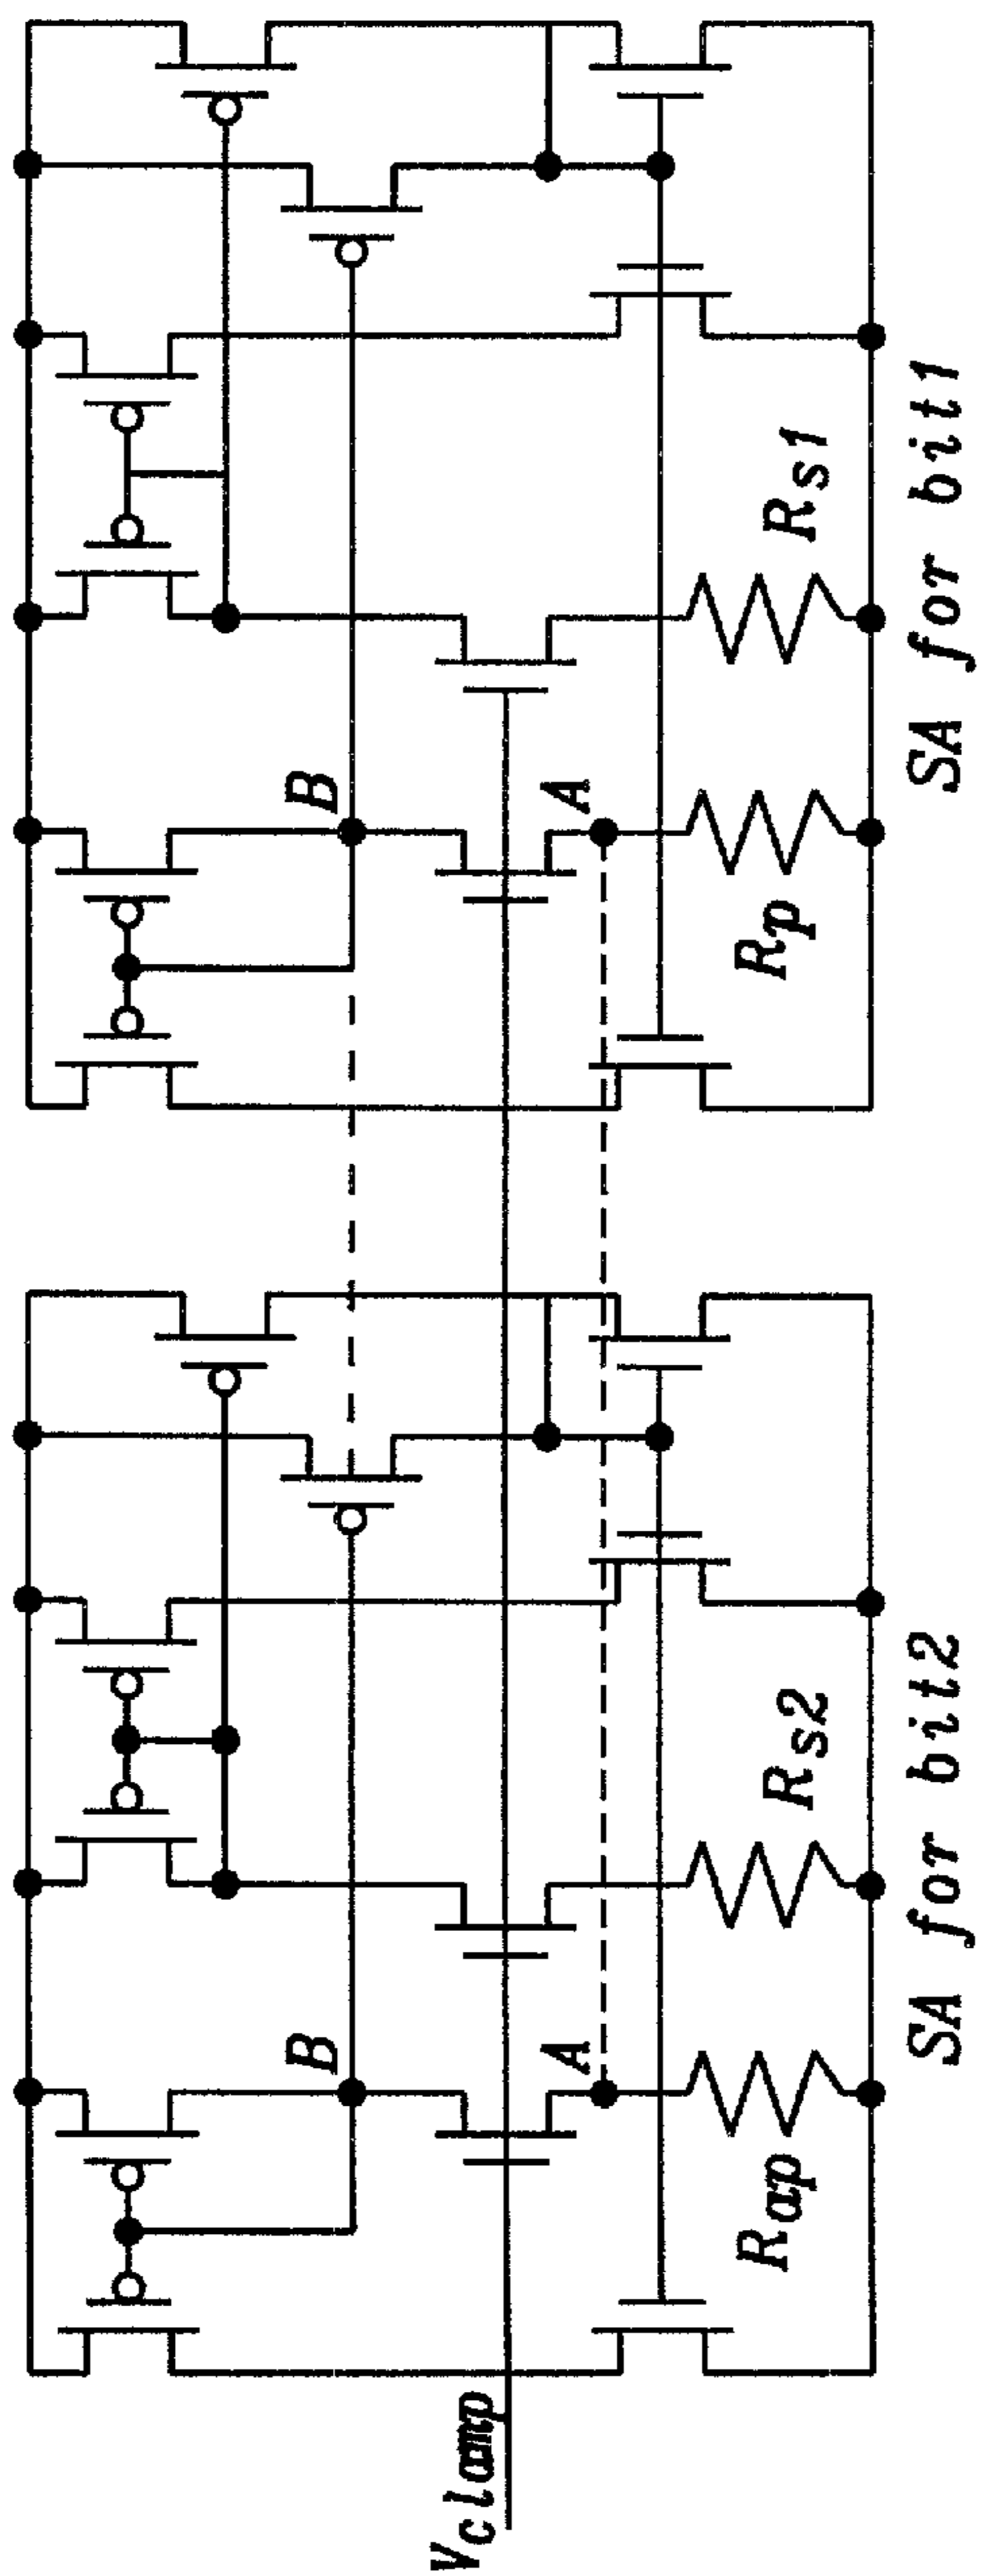 Vclamp
B
B
A
A
Rap
Rs2
Rp
Rs1
SA for bit2
SA for bit1